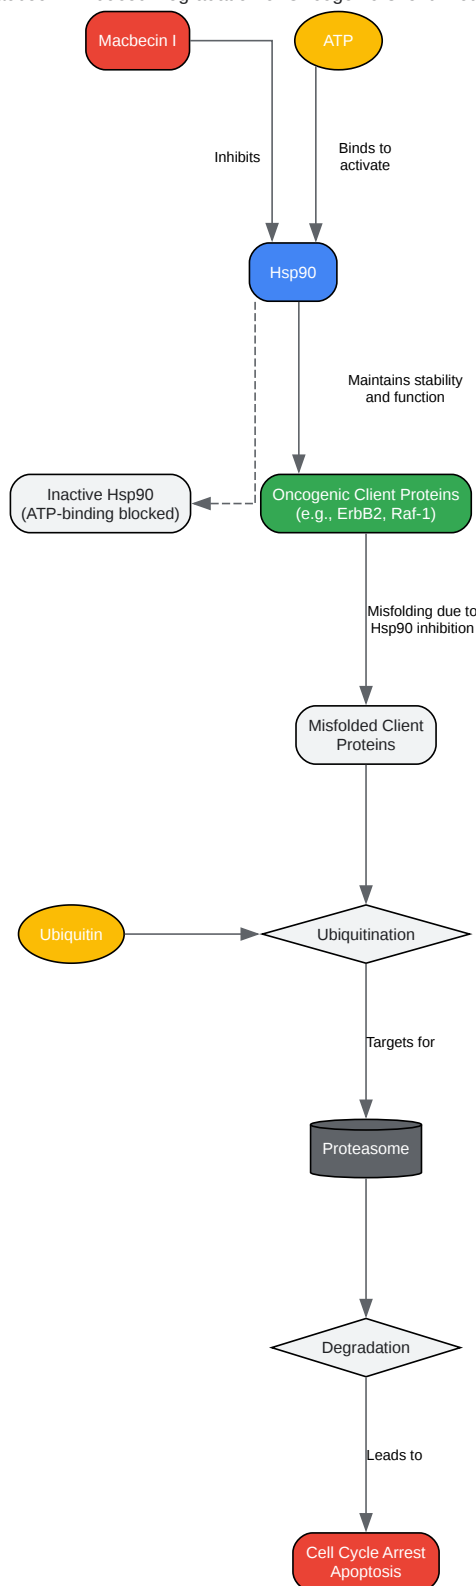 Macbecin I
ATP
Inhibits
Binds to
activate
Hsp90
Maintains stability
and function
Inactive Hsp90
(ATP-binding blocked)
Oncogenic Client Proteins
(e.g., ErbB2, Raf-1)
Misfolding due to
Hsp90 inhibition
Misfolded Client
Proteins
Ubiquitin
Ubiquitination
Targets for
Proteasome
Degradation
Leads to
Cell Cycle Arrest
Apoptosis